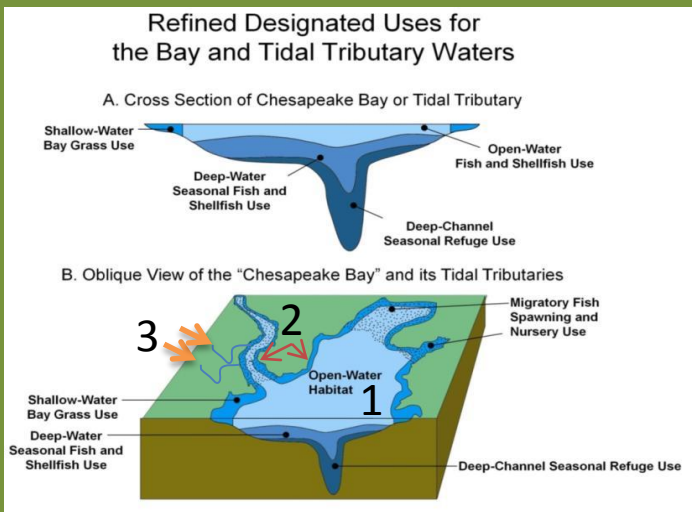 Refined Designated Uses for
the Bay and Tidal Tributary Waters
A. Cross Section of Chesapeake Bay or Tidal Tributary
Shallow-Water
Bay Grass Use
Open-Water
Fish and Shellfish Use
Deep-Water
Seasonal Fish and
Shellfish Use
Deep-Channel
Seasonal Refuge Use
B. Oblique View of the “Chesapeake Bay” and its Tidal Tributaries
Migratory Fish
Spawning and
Nursery Use
3
2
Open-Water
Habitat
1
Shallow-Water
Bay Grass Use
Deep-Water
Seasonal Fish and
Shellfish Use
Deep-Channel Seasonal Refuge Use